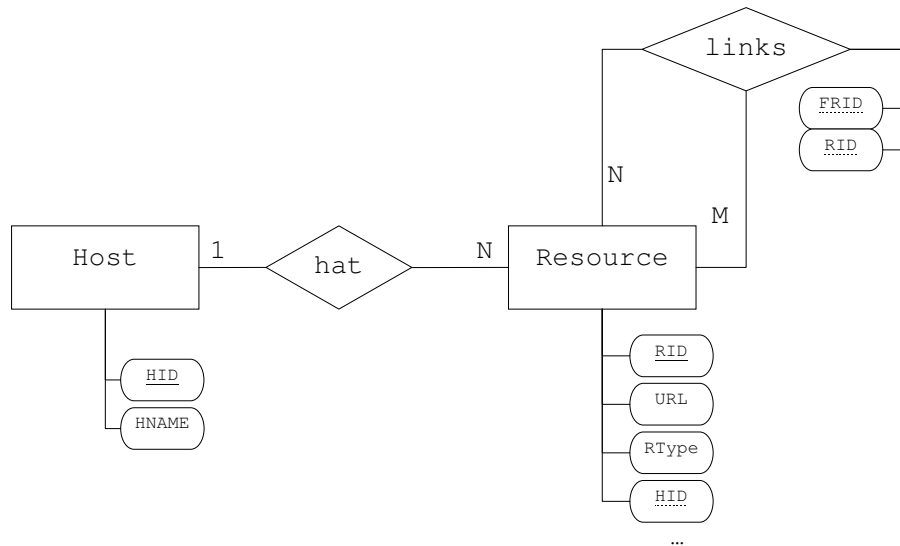 links
FRID
RID
N
M
Host
1
hat
N
Resource
HID
HNAME
RID
URL
RType
HID
…